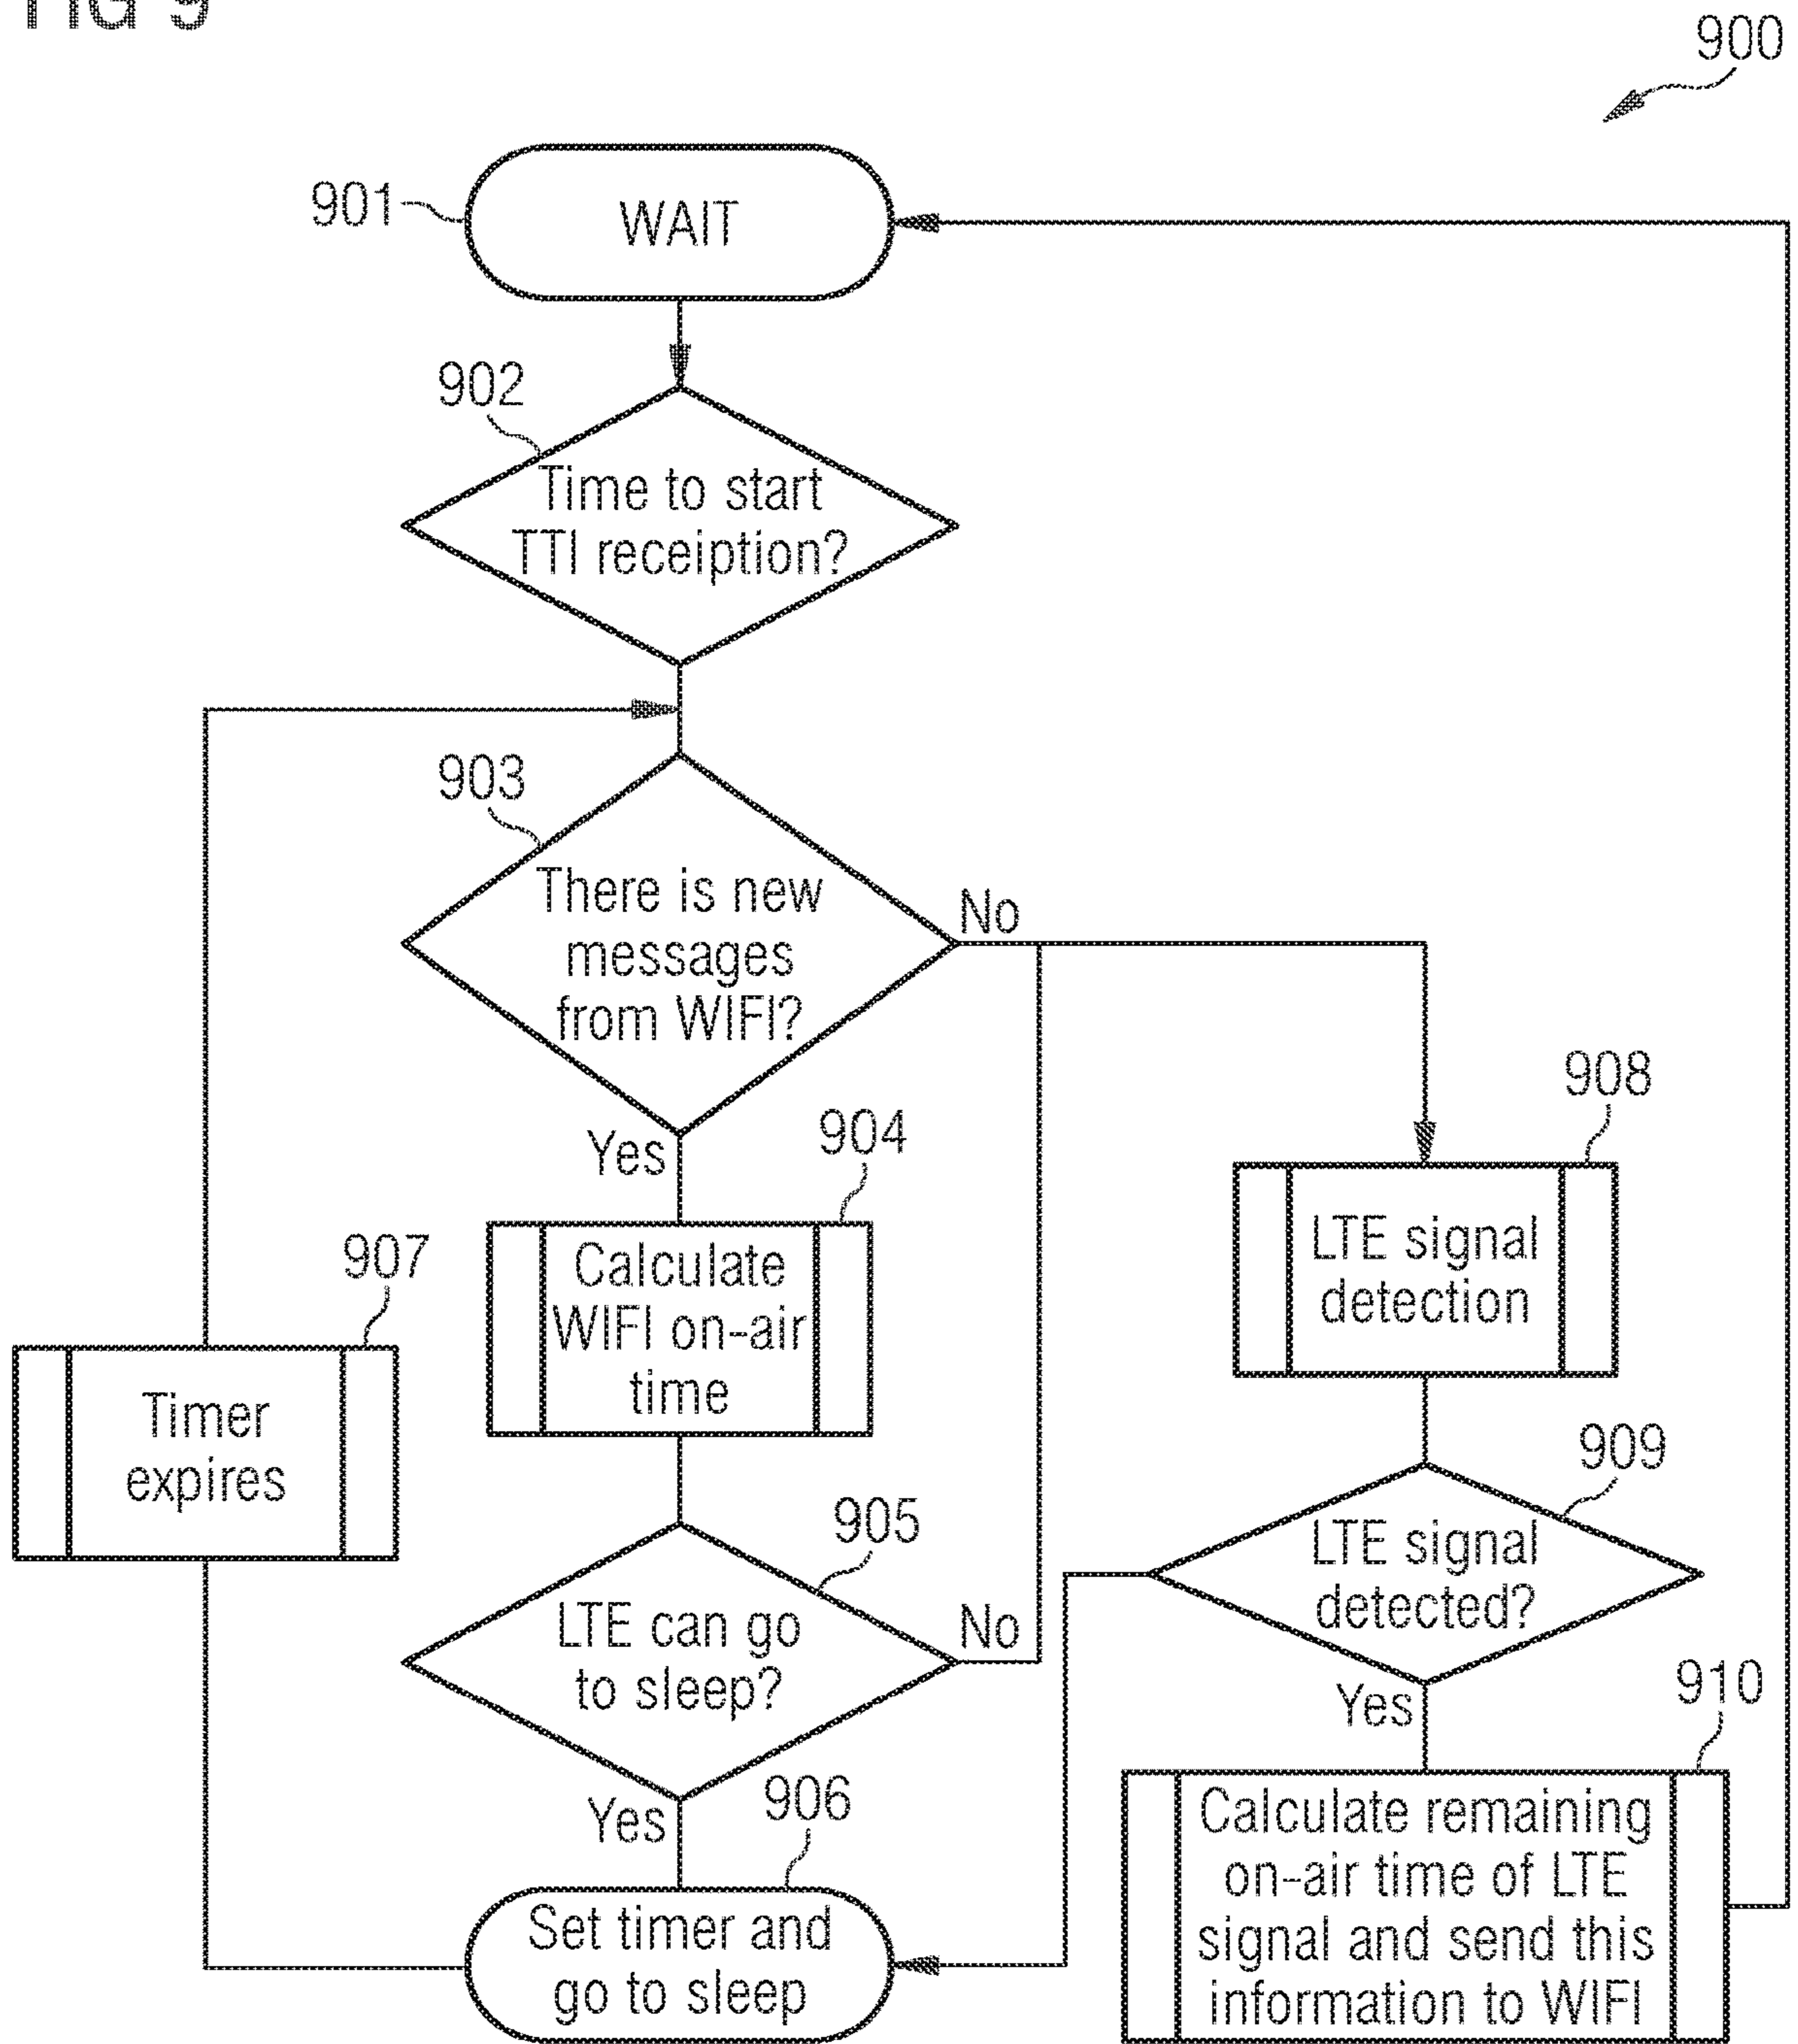 FIG 9
900
901
WAIT
902
Time to start
TTI receiption?
903
There is new
messages
from WIFI?
No
Yes
904
Calculate
WIFI on-air
time
905
LTE can go
to sleep?
No
Yes
906
Set timer and
go to sleep
907
Timer
expires
908
LTE signal
detection
909
LTE signal
detected?
Yes
910
Calculate remaining
on-air time of LTE
signal and send this
information to WIFI